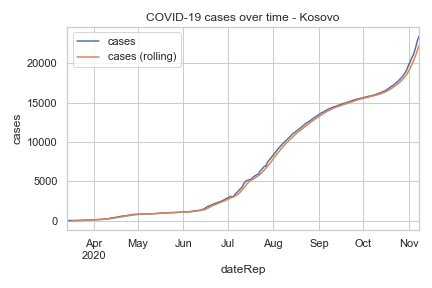 COVID-19 cases over time - Kosovo
cases
cases (rolling)
cases
20000
15000
10000
5000
0
Apr May Jun Jul Aug Sep Oct Nov
2020
dateRep